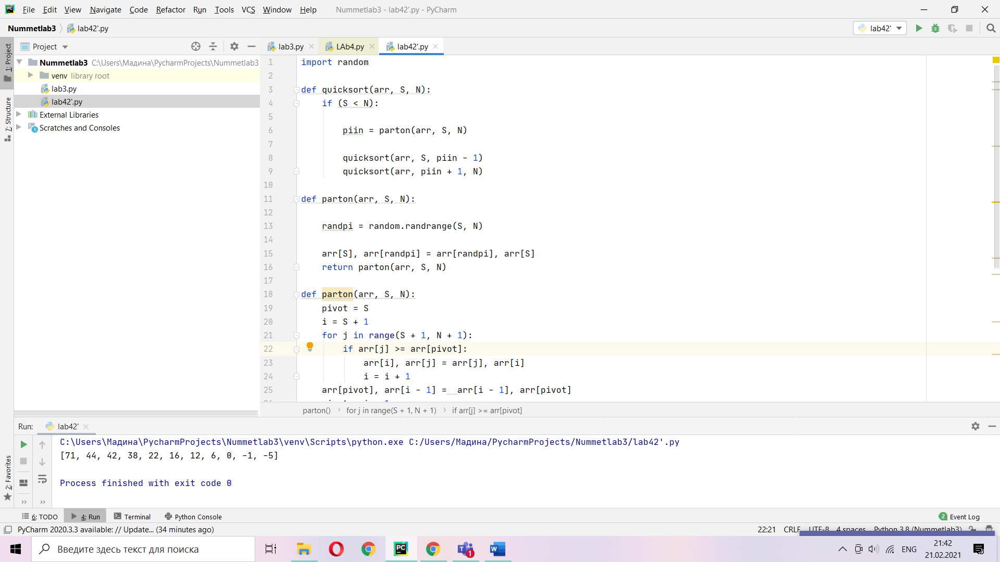 File Edit View Navigate Code Refactor Run Tools VCS Window Help Nummetlab3 - lab42'.py - PyCharm
Nummetlab3 lab42'.py lab42'
1: Project
Project
lab3.py LAb4.py lab42'.py
Nummetlab3 C:\Users\Мадина\PycharmProjects\Nummetlab3
venv library root
lab3.py
lab42'.py
External Libraries
Scratches and Consoles
7: Structure
1 import random
2
3 def quicksort(arr, S, N):
4 if (S < N):
5
6 piin = parton(arr, S, N)
7
8 quicksort(arr, S, piin - 1)
9 quicksort(arr, piin + 1, N)
10
11 def parton(arr, S, N):
12
13 randpi = random.randrange(S, N)
14
15 arr[S], arr[randpi] = arr[randpi], arr[S]
16 return parton(arr, S, N)
17
18 def parton(arr, S, N):
19 pivot = S
20 i = S + 1
21 for j in range(S + 1, N + 1):
22 if arr[j] >= arr[pivot]:
23 arr[i], arr[j] = arr[j], arr[i]
24 i = i + 1
25 arr[pivot], arr[i - 1] = arr[i - 1], arr[pivot]
parton() for j in range(S + 1, N + 1) if arr[j] >= arr[pivot]
Run: lab42'
C:\Users\Мадина\PycharmProjects\Nummetlab3\venv\Scripts\python.exe C:/Users/Мадина/PycharmProjects/Nummetlab3/lab42'.py
[71, 44, 42, 38, 22, 16, 12, 6, 0, -1, -5]
Process finished with exit code 0
2: Favorites
6: TODO 4: Run Terminal Python Console 2 Event Log
PyCharm 2020.3.3 available: // Update... (34 minutes ago) 22:21 CRLF UTF-8 4 spaces Python 3.8 (Nummetlab3)
Введите здесь текст для поиска
1
ENG
21:42
21.02.2021